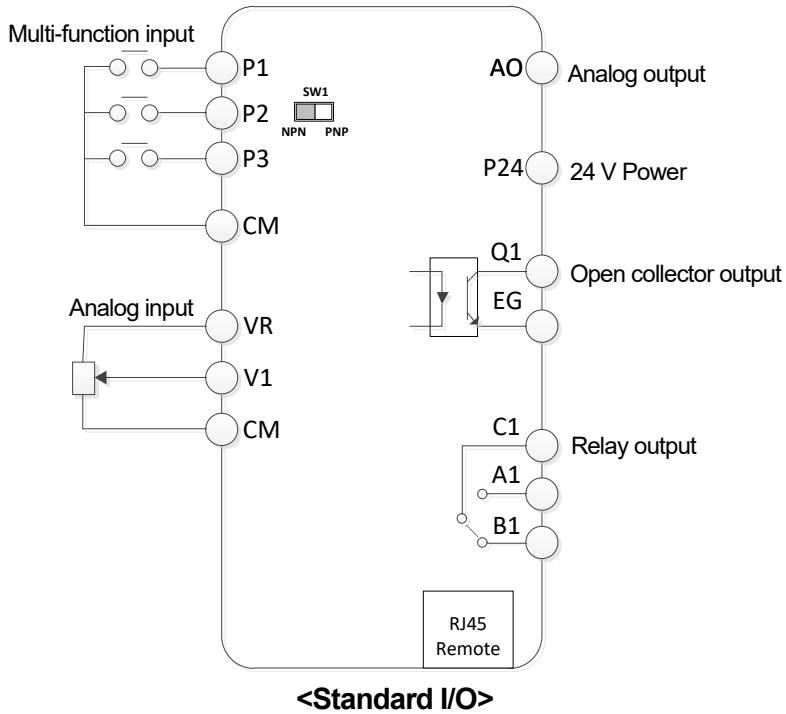 Multi-function input
P1
SW1
P2
NPN PNP
P3
CM
Analog input
VR
V1
CM
AO
Analog output
P24
24 V Power
Q1
Open collector output
EG
C1
Relay output
A1
B1
RJ45
Remote
<Standard I/O>